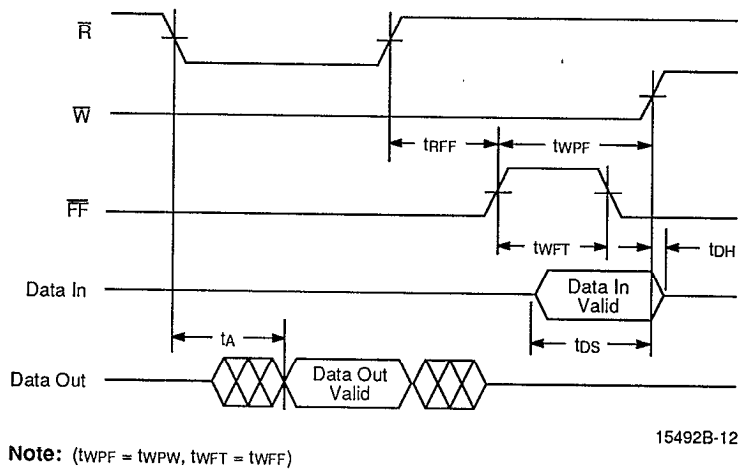 R
W
tRFF
tWPF
FF
tWFT
tDH
Data In
Data In
Valid
tA
tDS
Data Out
Data Out
Valid
15492B-12
Note: (tWPF = tWPW, tWFT = tWFF)